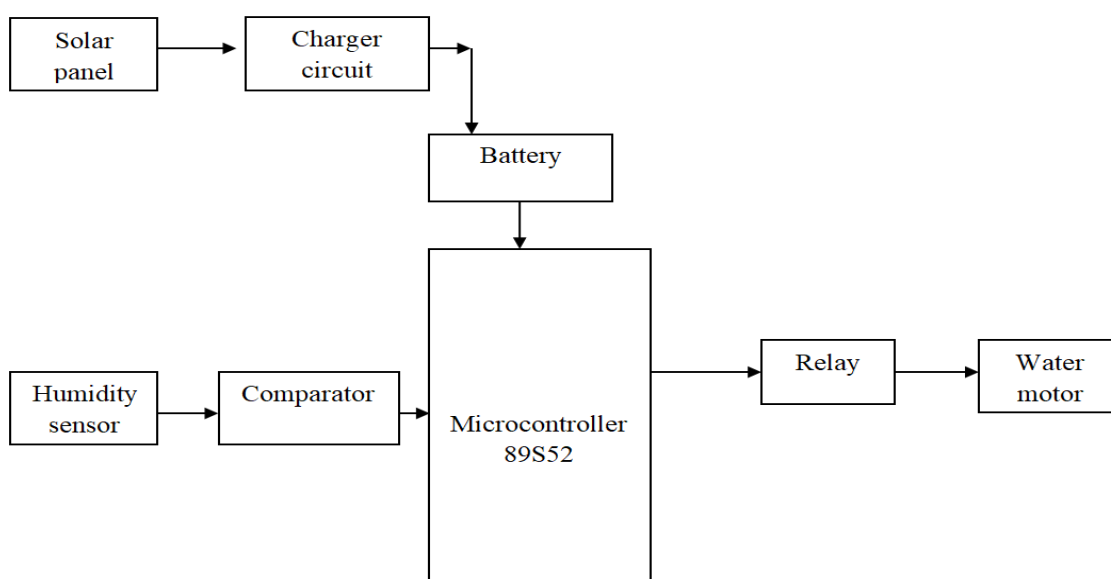 Solar
panel
Charger
circuit
Battery
Humidity
sensor
Comparator
Microcontroller
89S52
Relay
Water
motor